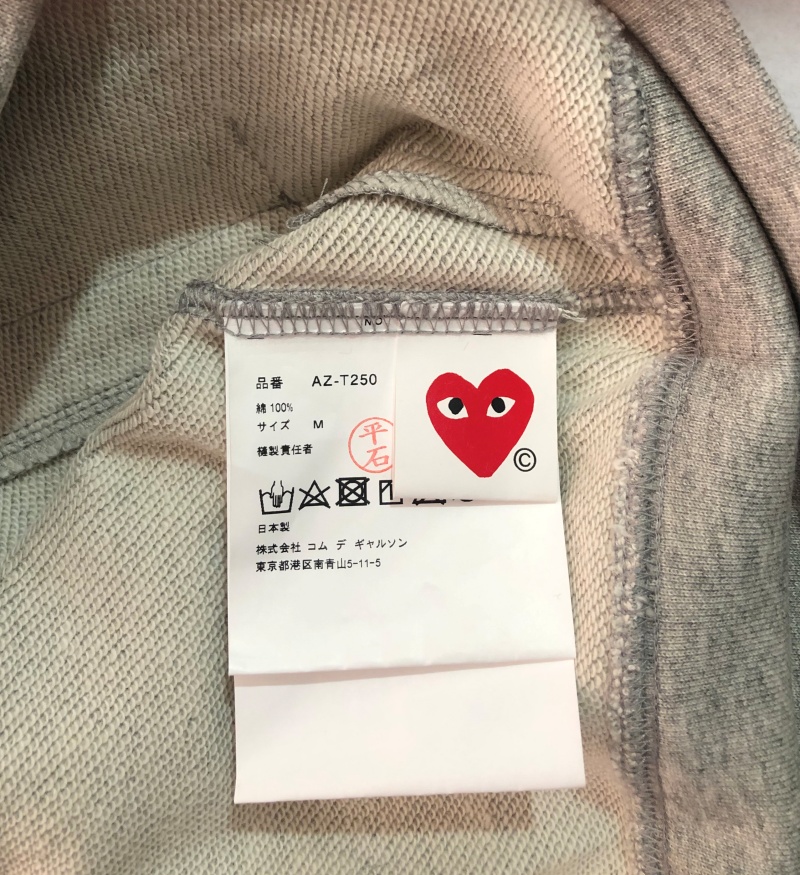 品番 AZ-T250
綿 100%
サイズ M
縫製責任者
平石
日本製
株式会社 コム デ ギャルソン
東京都港区南青山5-11-5
©